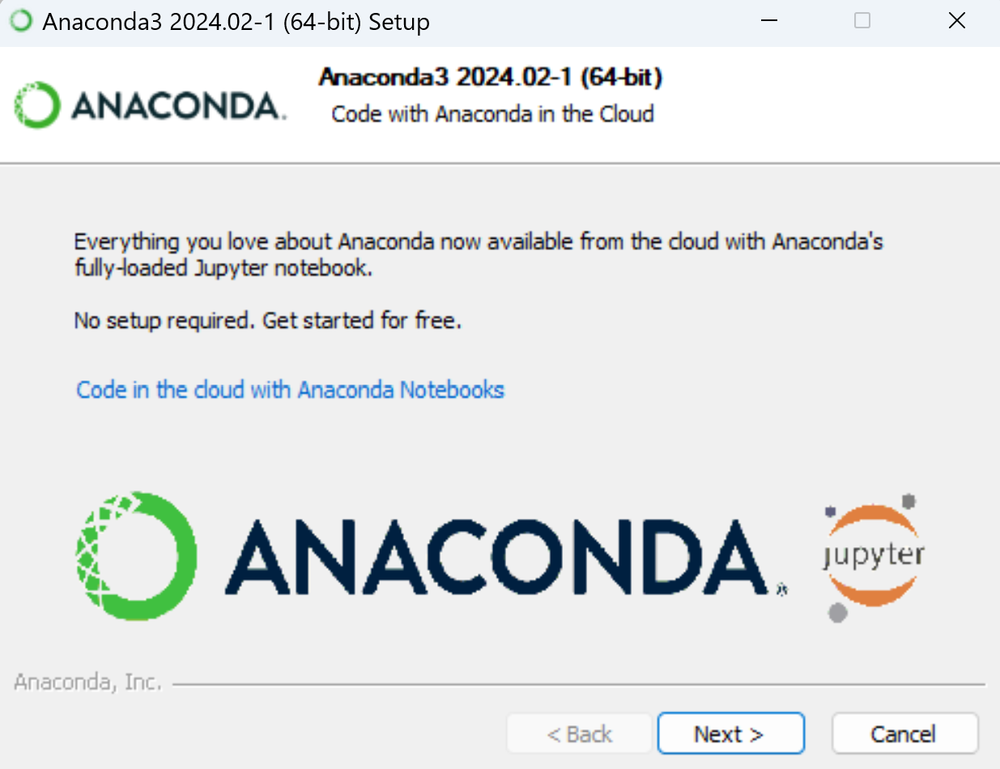 Anaconda3 2024.02-1 (64-bit) Setup
ANACONDA.
Anaconda3 2024.02-1 (64-bit)
Code with Anaconda in the Cloud
Everything you love about Anaconda now available from the cloud with Anaconda's
fully-loaded Jupyter notebook.
No setup required. Get started for free.
Code in the cloud with Anaconda Notebooks
ANACONDA®
jupyter
Anaconda, Inc.
< Back
Next >
Cancel